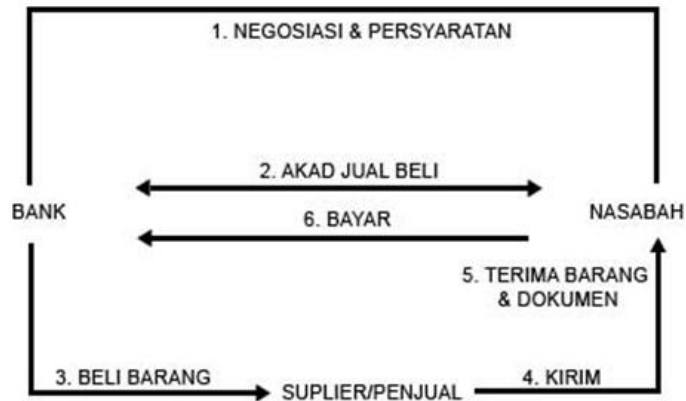 1. NEGOSIASI & PERSYARATAN
2. AKAD JUAL BELI
BANK
NASABAH
6. BAYAR
5. TERIMA BARANG
& DOKUMEN
3. BELI BARANG
SUPLIER/PENJUAL
4. KIRIM